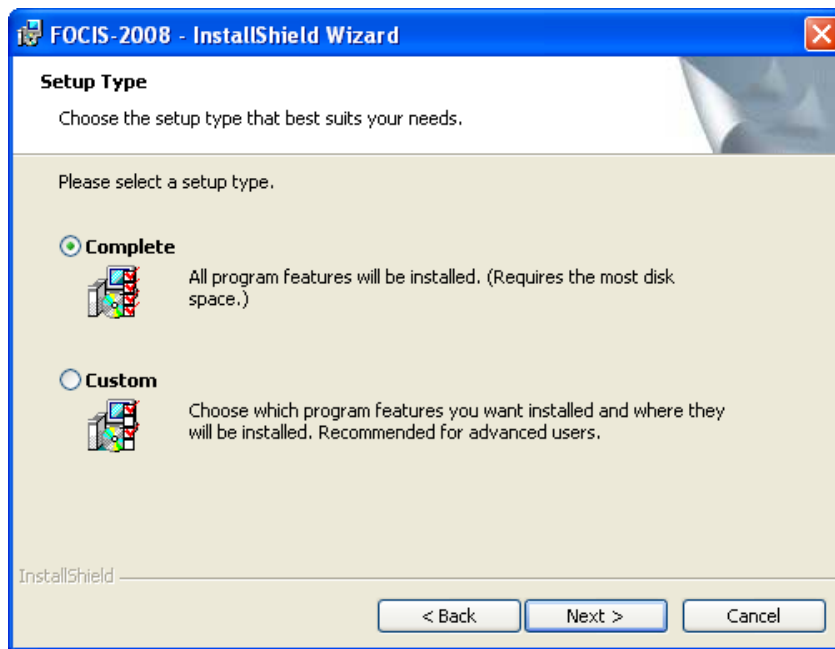 FOCIS-2008 - InstallShield Wizard
Setup Type
Choose the setup type that best suits your needs.
Please select a setup type.
Complete
All program features will be installed. (Requires the most disk
space.)
Custom
Choose which program features you want installed and where they
will be installed. Recommended for advanced users.
InstallShield
< Back
Next >
Cancel